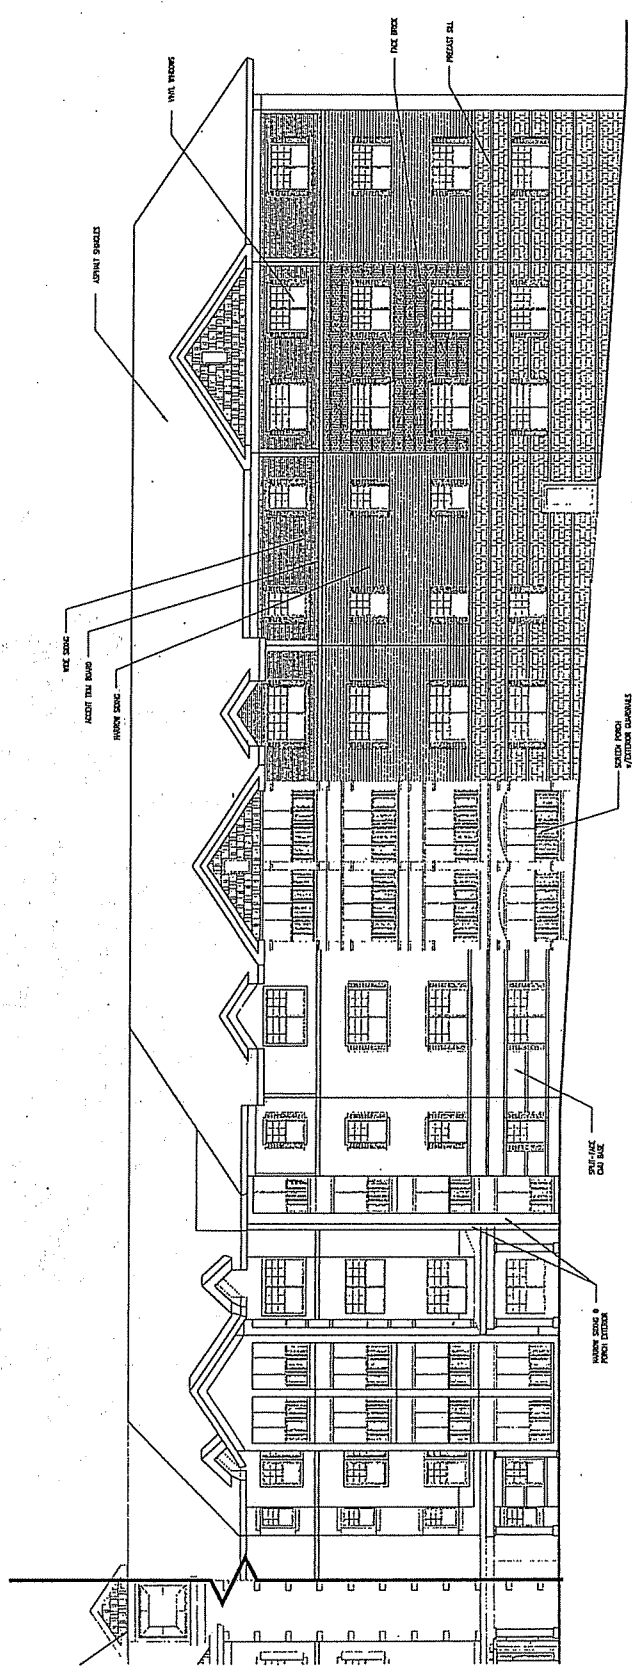 ASPHALT SHINGLES
VINYL WINDOWS
FACE BRICK
PRECAST SILL
WIDE SIDING
ACCENT TRIM BOARD
NARROW SIDING
SCREEN PORCH
W/EXTERIOR GUARDRAILS
SPLIT-FACE
CMU BASE
NARROW SIDING @
PORCH EXTERIOR